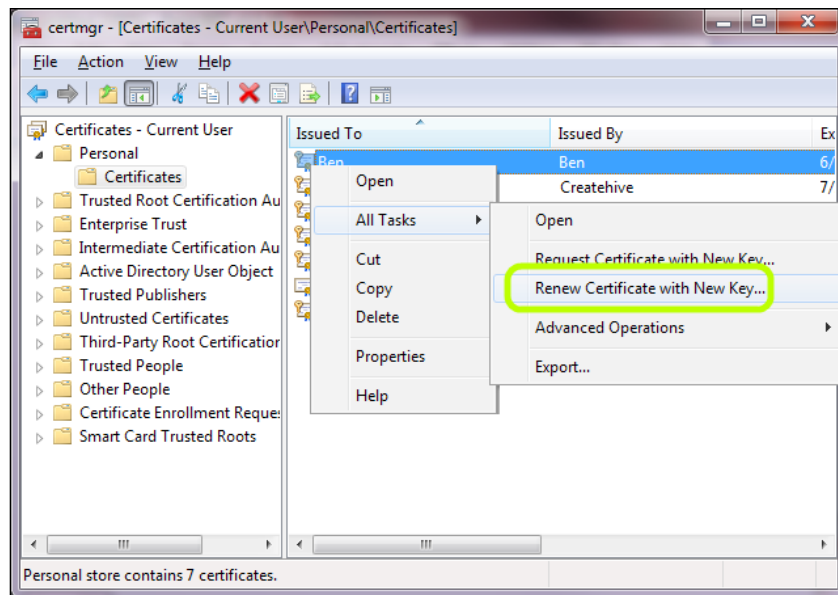 certmgr - [Certificates - Current User\Personal\Certificates]
File Action View Help
Certificates - Current User
Personal
Certificates
Trusted Root Certification Au
Enterprise Trust
Intermediate Certification Au
Active Directory User Object
Trusted Publishers
Untrusted Certificates
Third-Party Root Certification
Trusted People
Other People
Certificate Enrollment Reques
Smart Card Trusted Roots
Issued To Issued By Ex
Ben Ben 6/
Createhive 7/
Open
All Tasks
Cut
Copy
Delete
Properties
Help
Open
Request Certificate with New Key...
Renew Certificate with New Key...
Advanced Operations
Export...
Personal store contains 7 certificates.